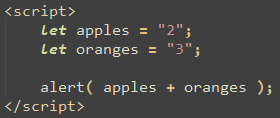 <script>
let apples = "2";
let oranges = "3";
alert( apples + oranges );
</script>